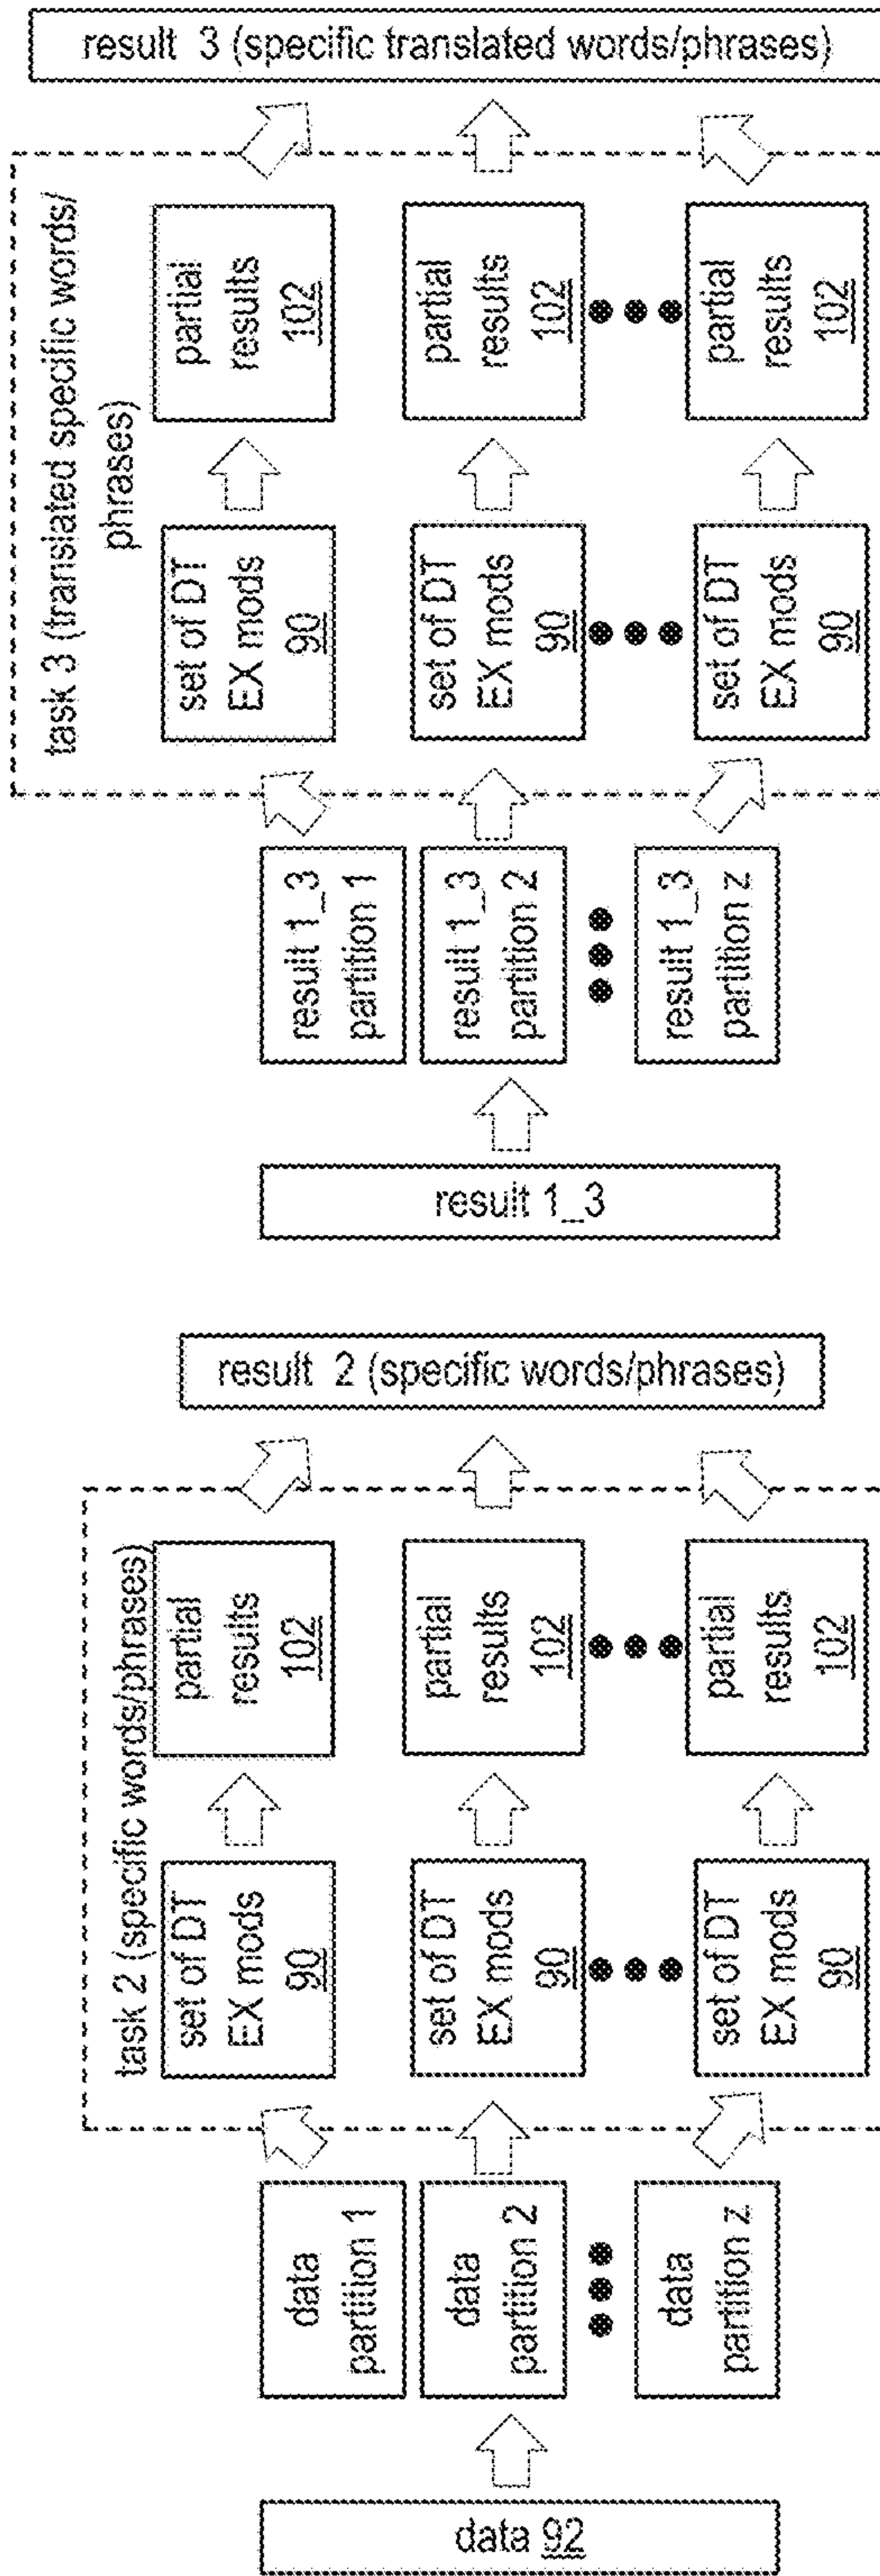 data 92
data
partition 1
data
partition 2
data
partition z
task 2 (specific words/phrases)
set of DT
EX mods
90
set of DT
EX mods
90
set of DT
EX mods
90
partial
results
102
partial
results
102
partial
results
102
result 2 (specific words/phrases)
result 1_3
result 1_3
partition 1
result 1_3
partition 2
result 1_3
partition z
task 3 (translated specific words/
phrases)
set of DT
EX mods
90
set of DT
EX mods
90
set of DT
EX mods
90
partial
results
102
partial
results
102
partial
results
102
result 3 (specific translated words/phrases)